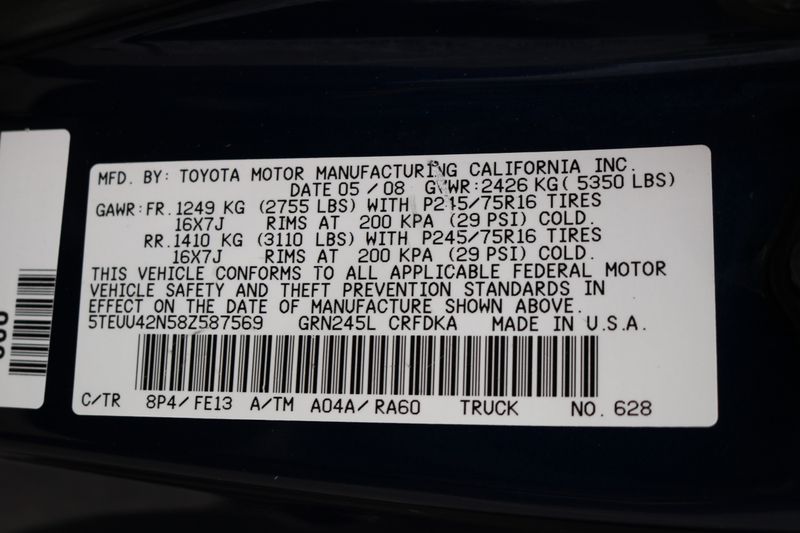 MFD. BY: TOYOTA MOTOR MANUFACTURING CALIFORNIA INC.
DATE 05 / 08 GVWR: 2426 KG ( 5350 LBS)
GAWR: FR. 1249 KG (2755 LBS) WITH P245/75R16 TIRES
16X7J RIMS AT 200 KPA (29 PSI) COLD.
RR. 1410 KG (3110 LBS) WITH P245/75R16 TIRES
16X7J RIMS AT 200 KPA (29 PSI) COLD.
THIS VEHICLE CONFORMS TO ALL APPLICABLE FEDERAL MOTOR
VEHICLE SAFETY AND THEFT PREVENTION STANDARDS IN
EFFECT ON THE DATE OF MANUFACTURE SHOWN ABOVE.
5TEUU42N58Z587569 GRN245L CRFDKA MADE IN U.S.A.
C/TR 8P4/FE13 A/TM A04A/RA60 TRUCK NO. 628